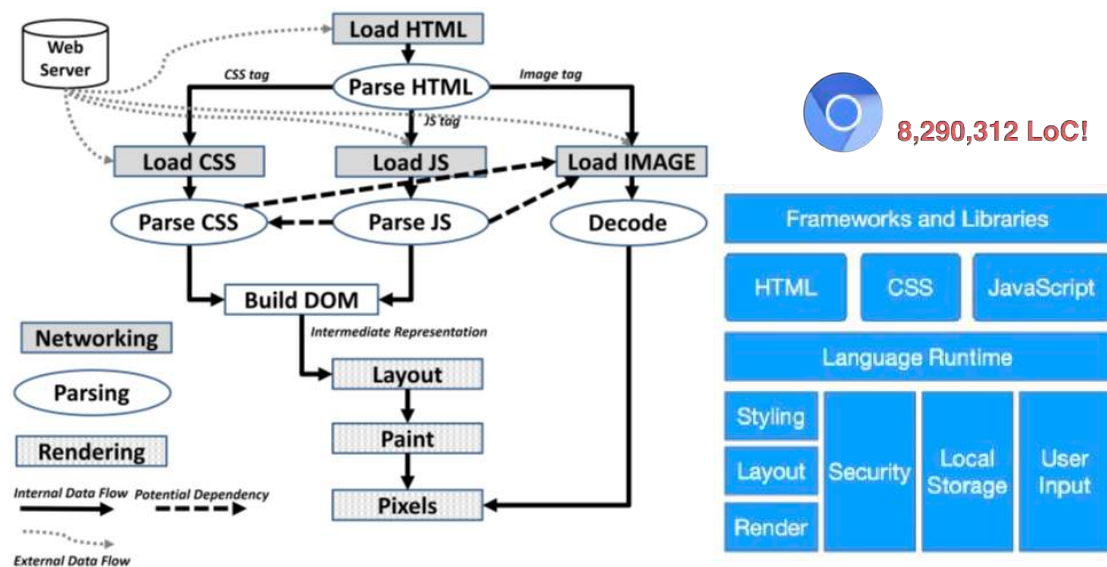 Web
Server
Load HTML
CSS tag
Parse HTML
Image tag
JS tag
Load CSS
Load JS
Load IMAGE
Parse CSS
Parse JS
Decode
Build DOM
Intermediate Representation
Networking
Layout
Parsing
Paint
Rendering
Pixels
Internal Data Flow
Potential Dependency
External Data Flow
8,290,312 LoC!
Frameworks and Libraries
HTML
CSS
JavaScript
Language Runtime
Styling
Layout
Render
Security
Local
Storage
User
Input